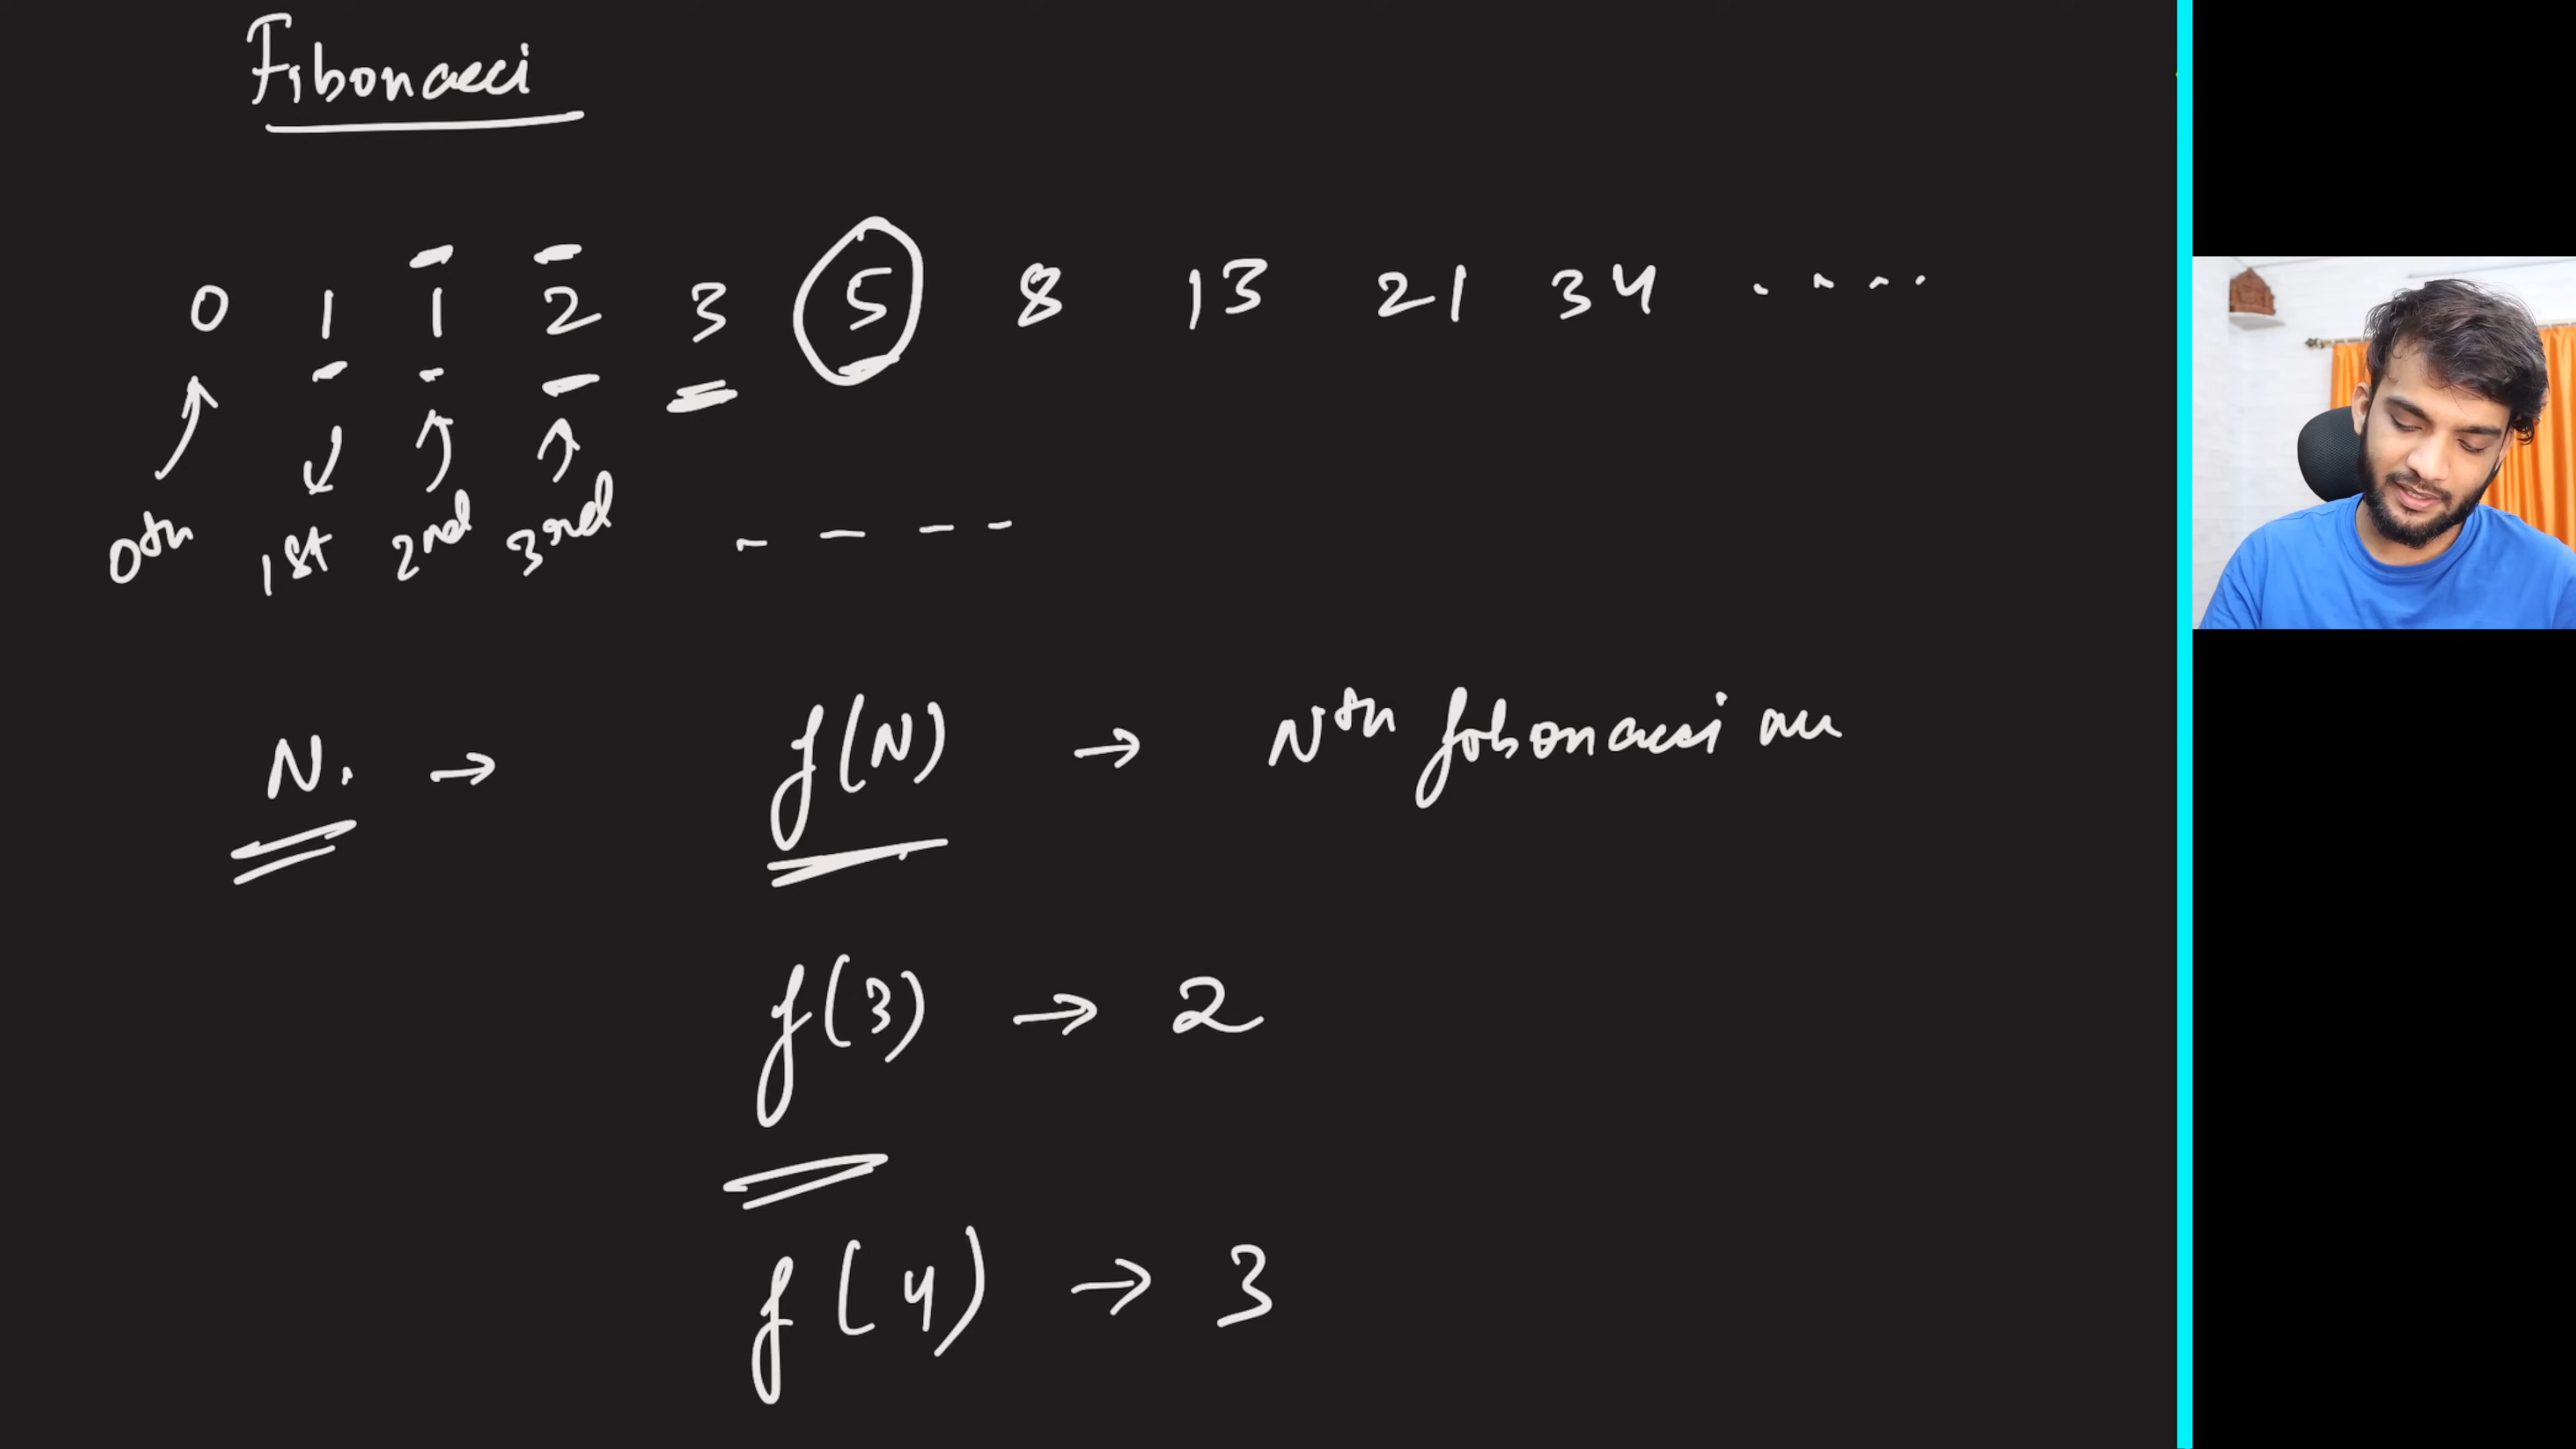 Fibonacci
0 1 1 2 3 5 8 13 21 34 ....
0th 1st 2nd 3rd ----
N. → f(N) → Nth fobonacci
f(3) → 2
f(4) → 3